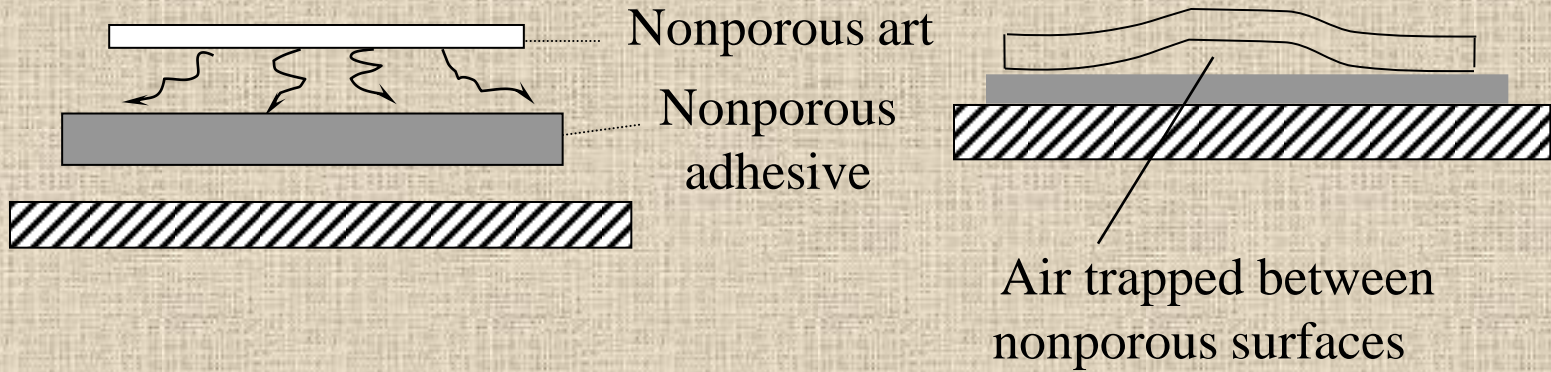 Nonporous art
Nonporous
adhesive
Air trapped between
nonporous surfaces